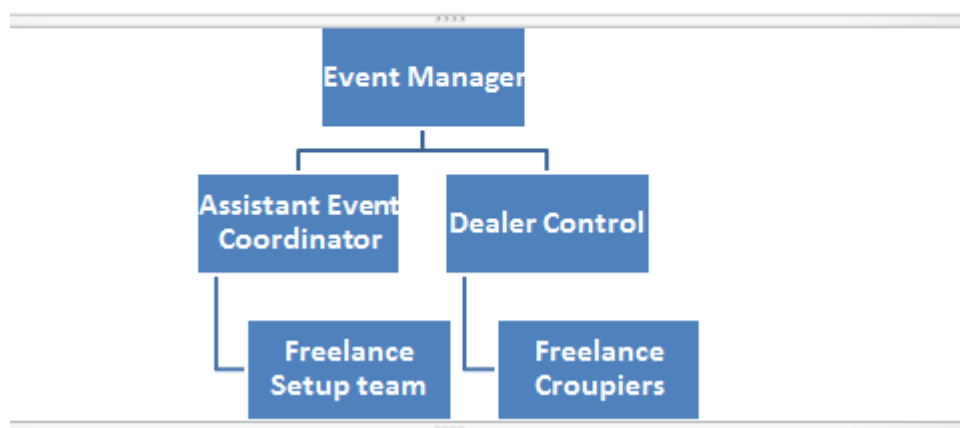 Event Manager
Assistant Event
Coordinator
Dealer Control
Freelance
Setup team
Freelance
Croupiers